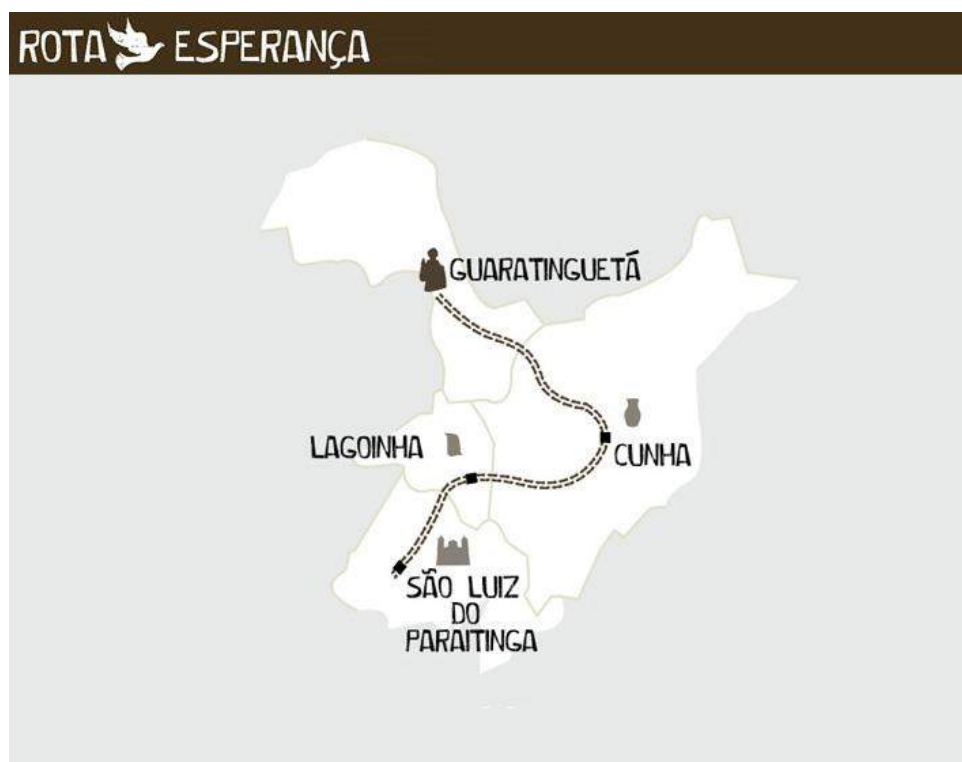 ROTA ESPERANÇA
GUARATINGUETÁ
LAGOINHA
CUNHA
SÃO LUIZ
DO
PARAITINGA